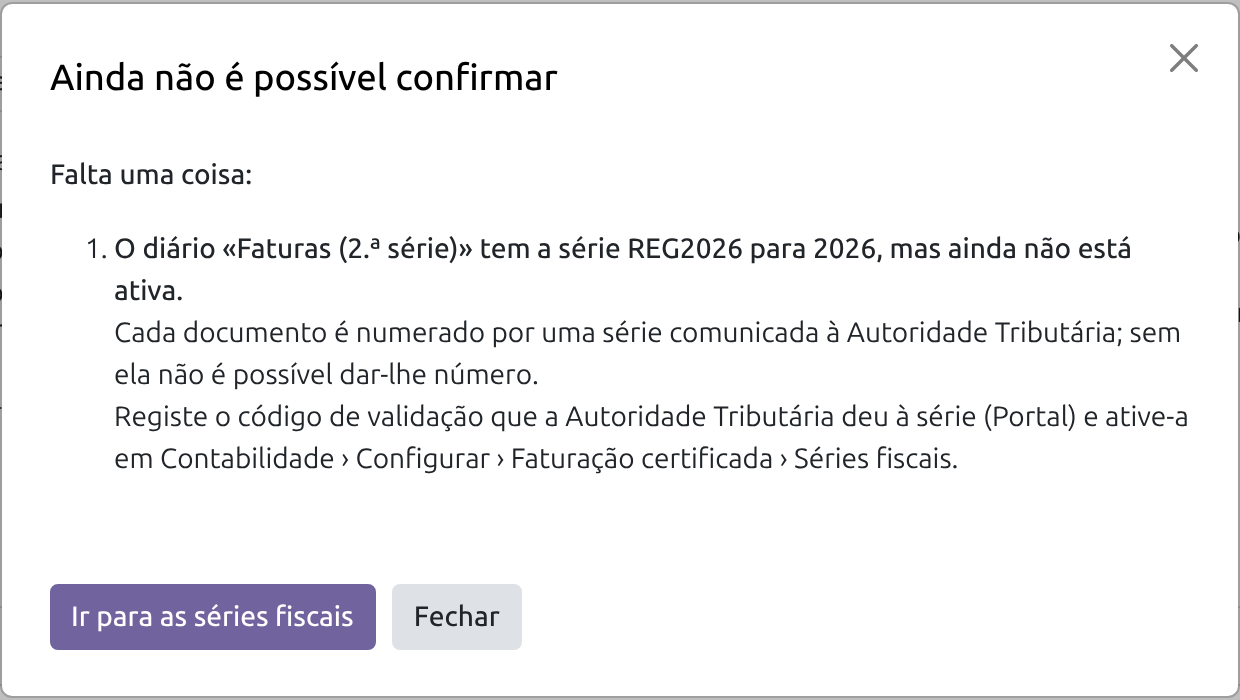 Ainda não é possível confirmar
Falta uma coisa:
1. O diário «Faturas (2.ª série)» tem a série REG2026 para 2026, mas ainda não está
ativa.
Cada documento é numerado por uma série comunicada à Autoridade Tributária; sem
ela não é possível dar-lhe número.
Registe o código de validação que a Autoridade Tributária deu à série (Portal) e ative-a
em Contabilidade › Configurar › Faturação certificada › Séries fiscais.
Ir para as séries fiscais
Fechar